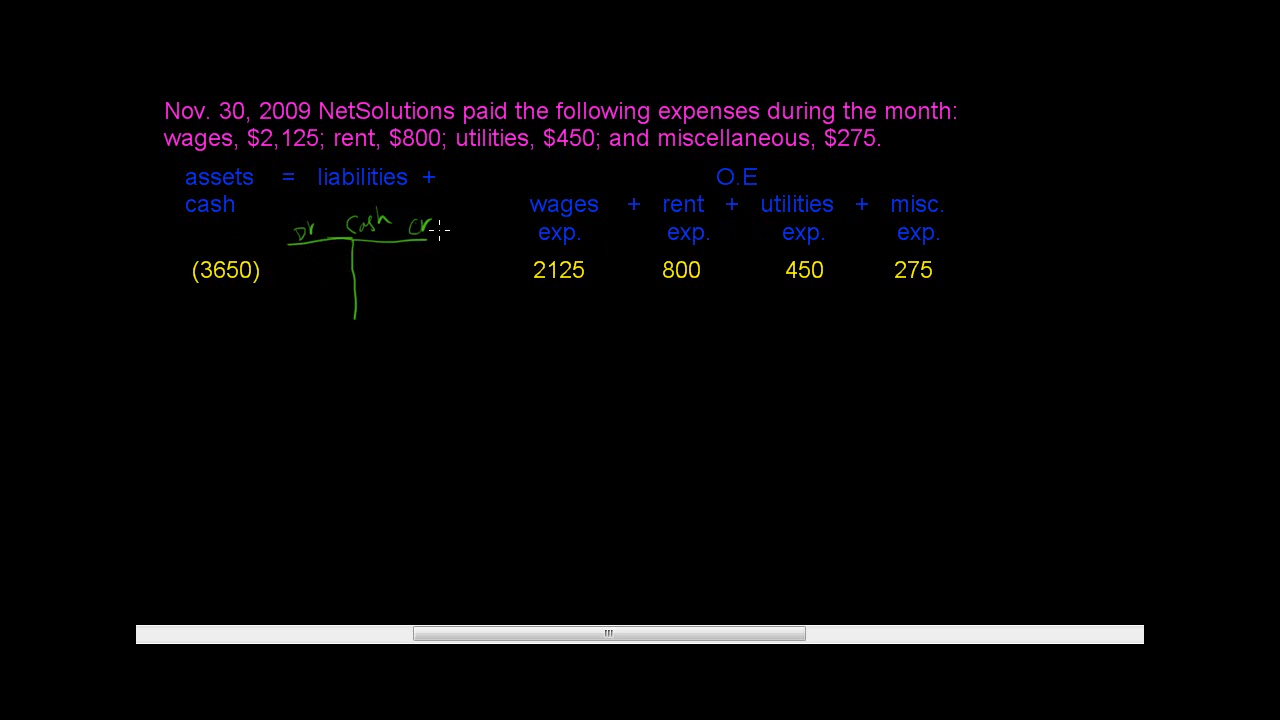 Nov. 30, 2009 NetSolutions paid the following expenses during the month:
wages, $2,125; rent, $800; utilities, $450; and miscellaneous, $275.
assets = liabilities + O.E
cash wages + rent + utilities + misc.
exp. exp. exp. exp.
Dr Cash Cr
(3650) 2125 800 450 275